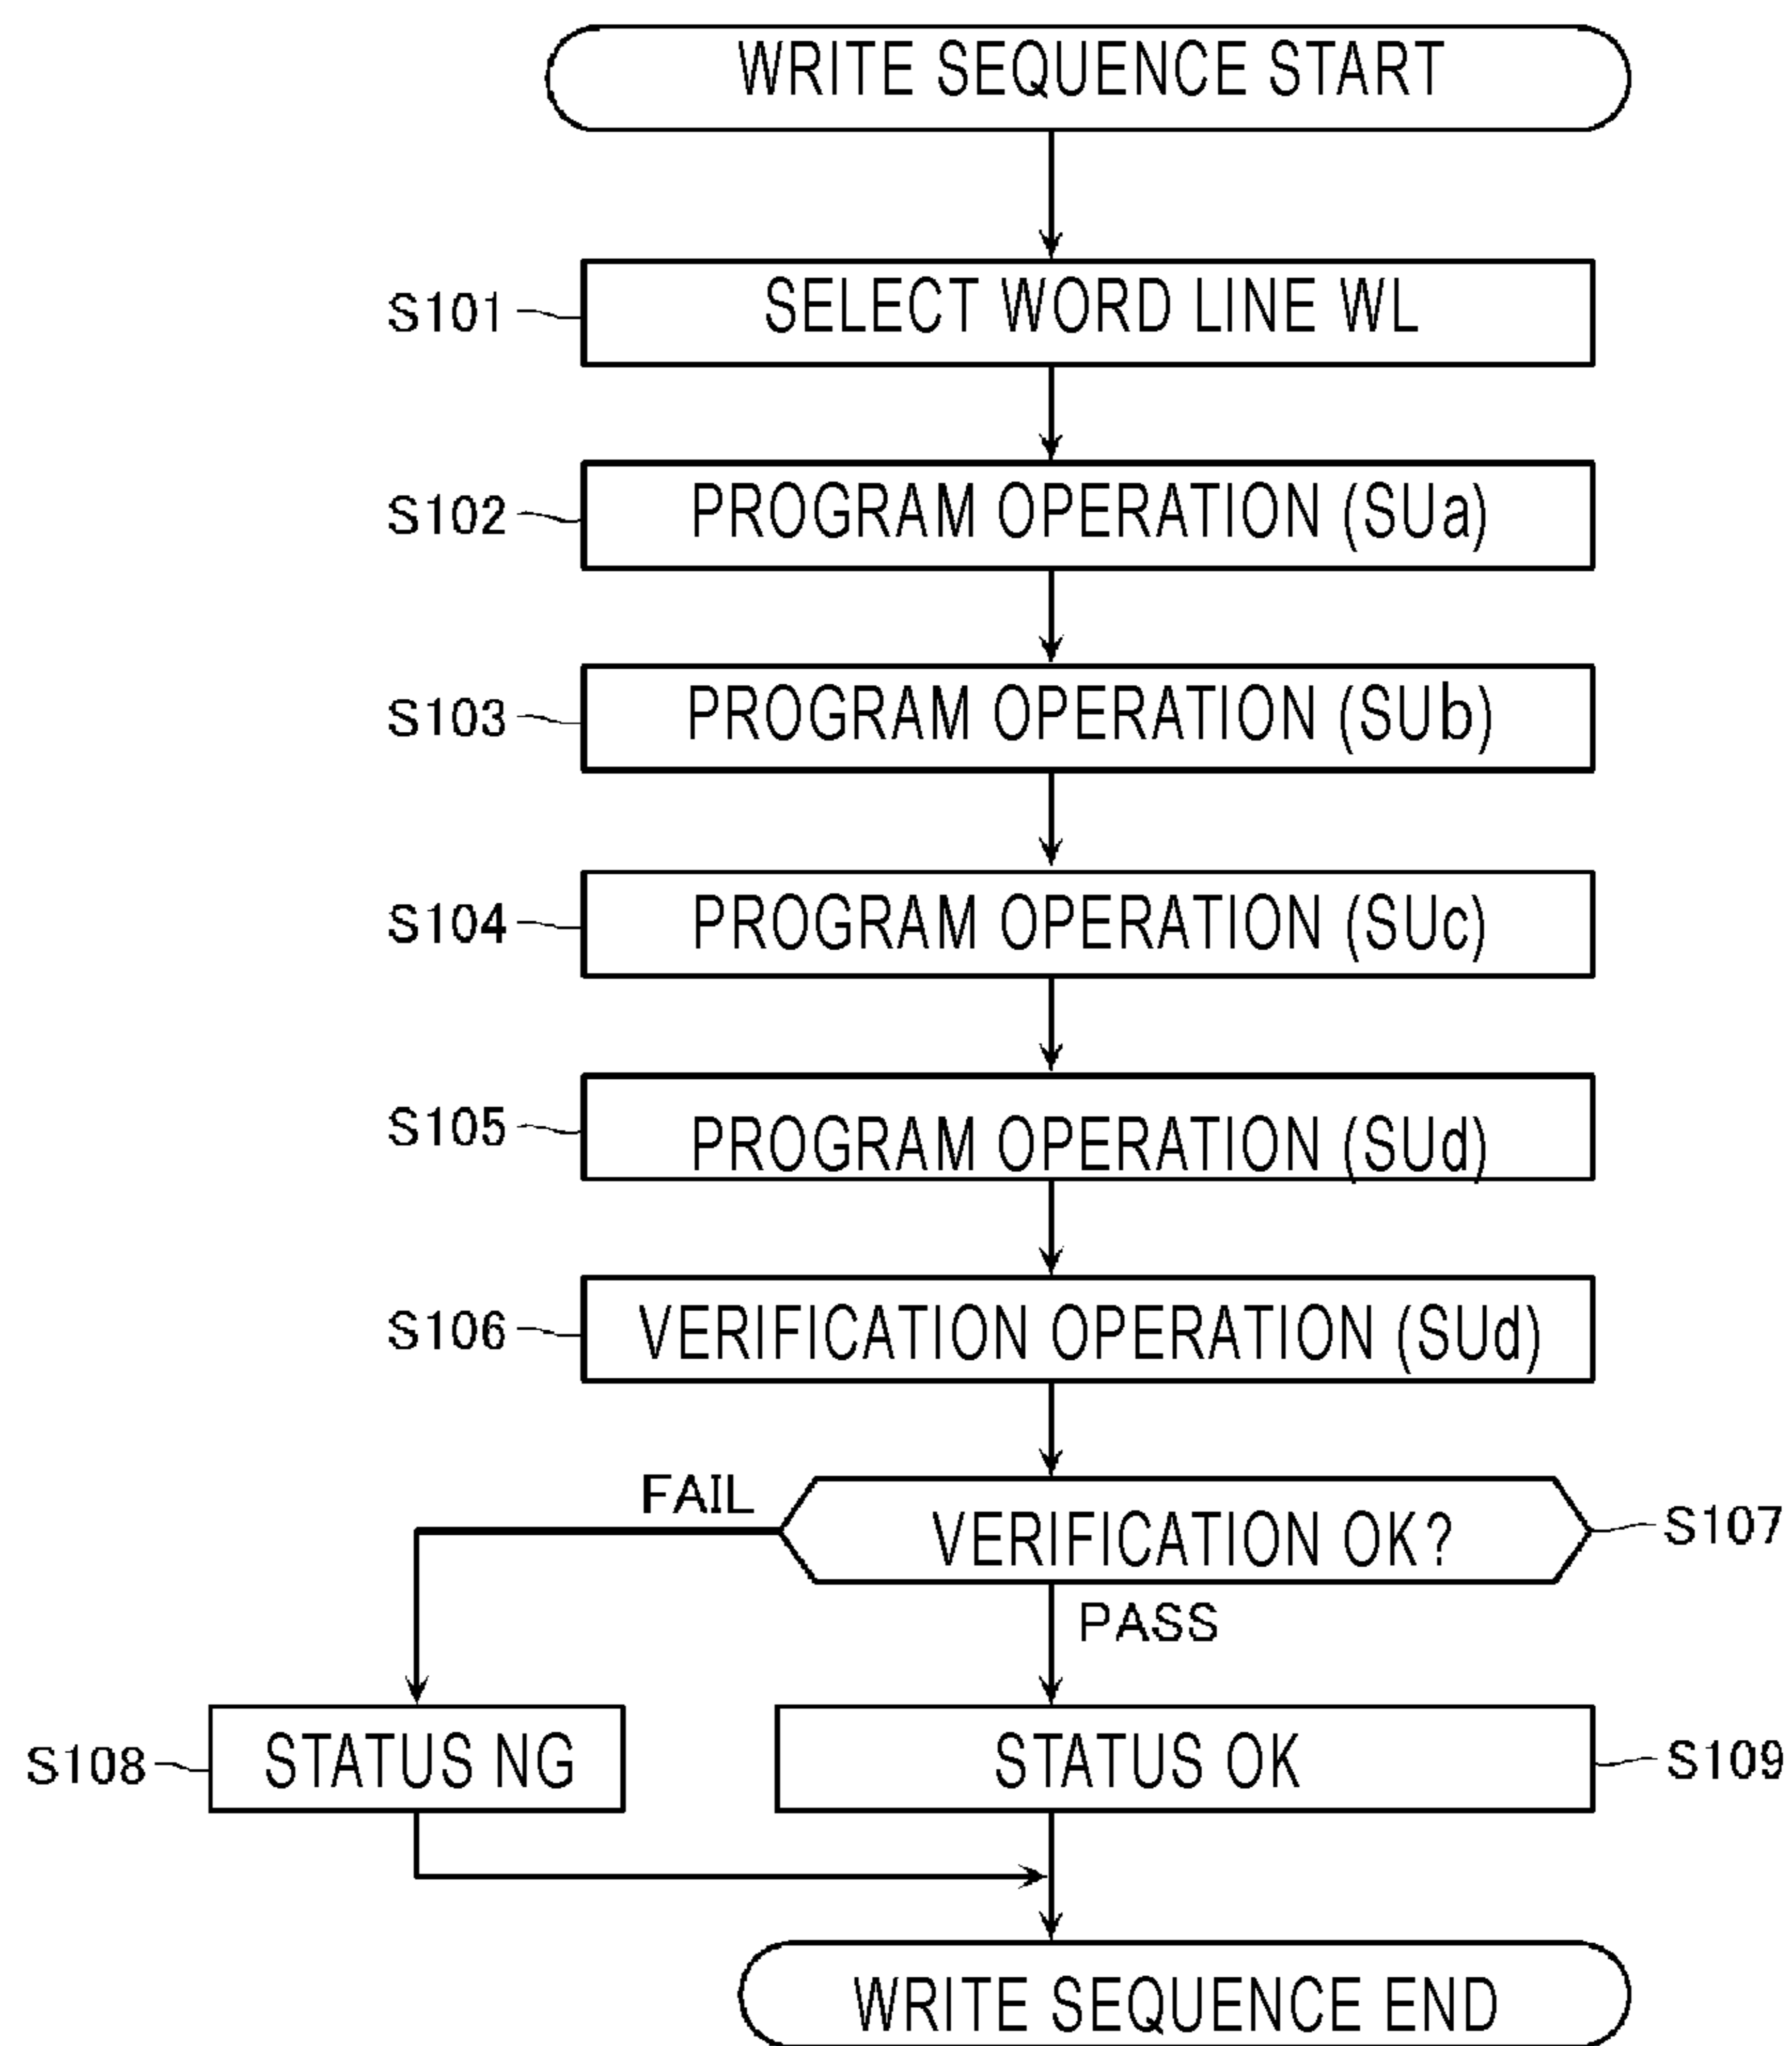 WRITE SEQUENCE START
S101
SELECT WORD LINE WL
S102
PROGRAM OPERATION (SUa)
S103
PROGRAM OPERATION (SUb)
S104
PROGRAM OPERATION (SUc)
S105
PROGRAM OPERATION (SUd)
S106
VERIFICATION OPERATION (SUd)
FAIL
VERIFICATION OK?
S107
PASS
S108
STATUS NG
STATUS OK
S109
WRITE SEQUENCE END